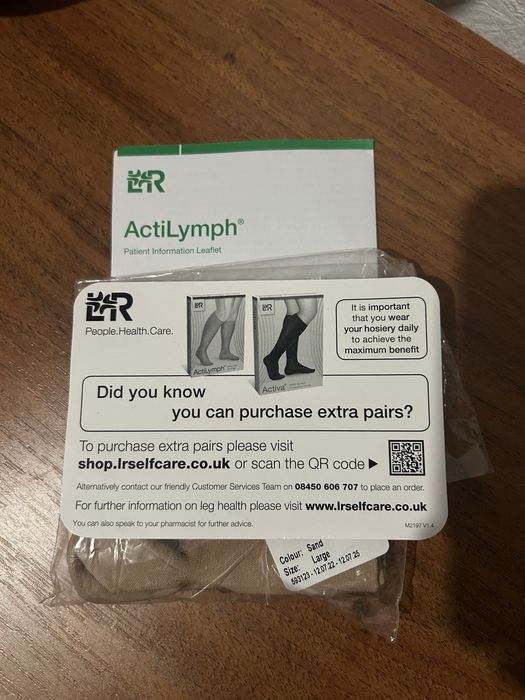 L&R
ActiLymph®
Patient Information Leaflet
L&R
People.Health.Care.
L&R
ActiLymph®
L&R
Activa®
It is important
that you wear
your hosiery daily
to achieve the
maximum benefit
Did you know
you can purchase extra pairs?
To purchase extra pairs please visit
shop.lrselfcare.co.uk or scan the QR code
Alternatively contact our friendly Customer Services Team on 08450 606 707 to place an order.
For further information on leg health please visit www.lrselfcare.co.uk
You can also speak to your pharmacist for further advice.
M2197 V1.4
Colour: Sand
Size: Large
593123 - 12.07.22 - 12.07.25